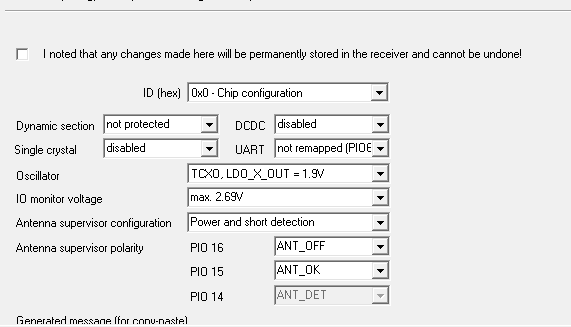 I noted that any changes made here will be permanently stored in the receiver and cannot be undone!
ID (hex) 0x0 - Chip configuration
Dynamic section not protected DCDC disabled
Single crystal disabled UART not remapped (PIO6
Oscillator TCXO, LDO_X_OUT = 1.9V
IO monitor voltage max. 2.69V
Antenna supervisor configuration Power and short detection
Antenna supervisor polarity PIO 16 ANT_OFF
PIO 15 ANT_OK
PIO 14 ANT_DET
Generated message (for copy-paste)